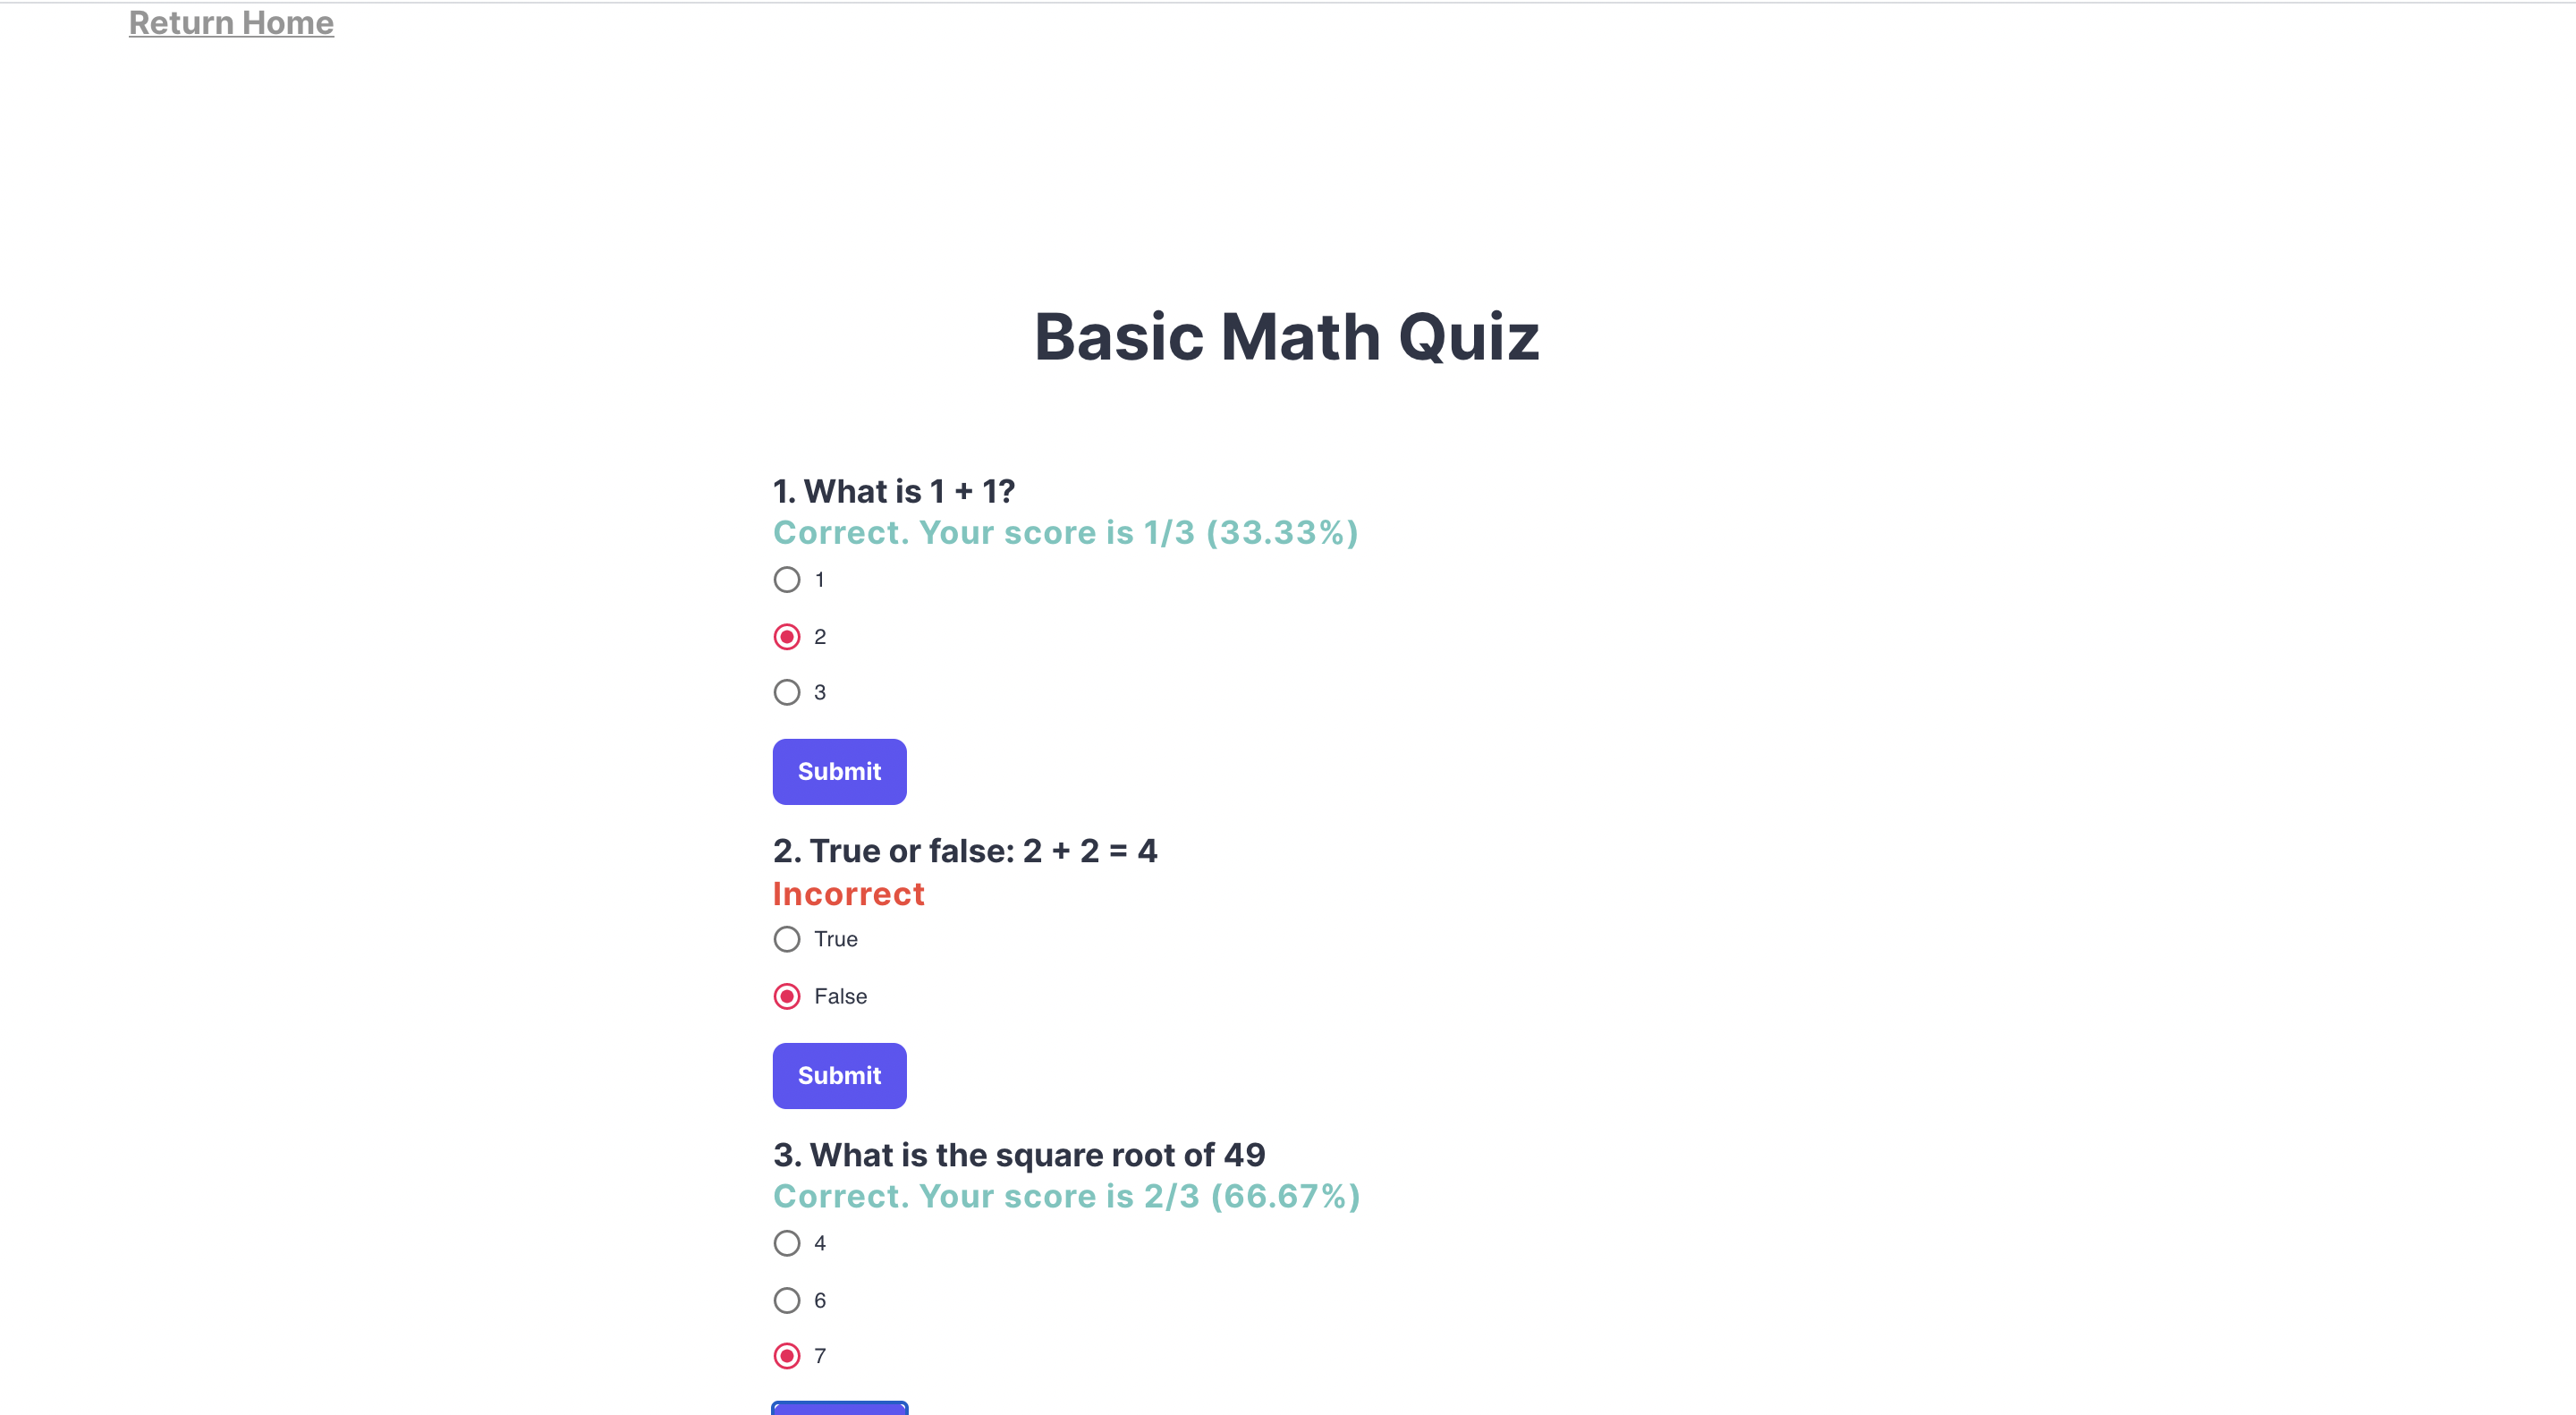 Return Home
Basic Math Quiz
1. What is 1 + 1?
Correct. Your score is 1/3 (33.33%)
1
2
3
Submit
2. True or false: 2 + 2 = 4
Incorrect
True
False
Submit
3. What is the square root of 49
Correct. Your score is 2/3 (66.67%)
4
6
7